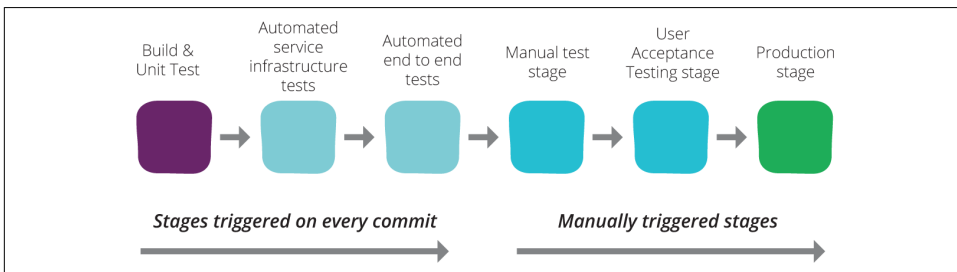 Build &
Unit Test
Automated
service
infrastructure
tests
Automated
end to end
tests
Manual test
stage
User
Acceptance
Testing stage
Production
stage
Stages triggered on every commit
Manually triggered stages